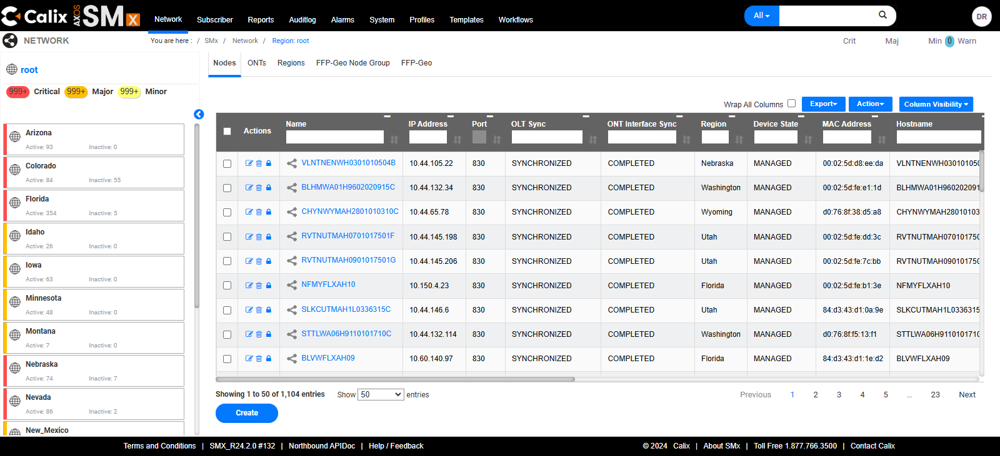 Calix AXOS SMx
Network Subscriber Reports Auditlog Alarms System Profiles Templates Workflows
All
DR
NETWORK
You are here : / SMx / Network / Region: root
Crit Maj Min 0 Warn
root
999+ Critical 999+ Major 999+ Minor
Arizona
Active: 93 Inactive: 0
Colorado
Active: 84 Inactive: 55
Florida
Active: 354 Inactive: 5
Idaho
Active: 26 Inactive: 0
Iowa
Active: 63 Inactive: 0
Minnesota
Active: 48 Inactive: 0
Montana
Active: 7 Inactive: 0
Nebraska
Active: 74 Inactive: 7
Nevada
Active: 86 Inactive: 2
New_Mexico
Nodes ONTs Regions FFP-Geo Node Group FFP-Geo
Wrap All Columns Export Action Column Visibility
Actions Name IP Address Port OLT Sync ONT Interface Sync Region Device State MAC Address Hostname
VLNTNENWH0301010504B 10.44.105.22 830 SYNCHRONIZED COMPLETED Nebraska MANAGED 00:02:5d:d8:ee:da VLNTNENWH030101050
BLHMWA01H9602020915C 10.44.132.34 830 SYNCHRONIZED COMPLETED Washington MANAGED 00:02:5d:fe:e1:1d BLHMWA01H960202091
CHYNWYMAH2801010310C 10.44.65.78 830 SYNCHRONIZED COMPLETED Wyoming MANAGED d0:76:8f:38:d5:a8 CHYNWYMAH28010103
RVTNUTMAH0701017501F 10.44.145.198 830 SYNCHRONIZED COMPLETED Utah MANAGED 00:02:5d:fe:dd:3c RVTNUTMAH070101750
RVTNUTMAH0901017501G 10.44.145.206 830 SYNCHRONIZED COMPLETED Utah MANAGED 00:02:5d:fe:7c:bb RVTNUTMAH090101750
NFMYFLXAH10 10.150.4.23 830 SYNCHRONIZED COMPLETED Florida MANAGED 00:02:5d:fe:b1:3e NFMYFLXAH10
SLKCUTMAH1L0336315C 10.44.146.6 830 SYNCHRONIZED COMPLETED Utah MANAGED 84:d3:43:d1:0a:9e SLKCUTMAH1L0336315
STTLWA06H9110101710C 10.44.132.114 830 SYNCHRONIZED COMPLETED Washington MANAGED d0:76:8f:f5:13:f1 STTLWA06H911010171
BLVWFLXAH09 10.60.140.97 830 SYNCHRONIZED COMPLETED Florida MANAGED 84:d3:43:d1:1e:d2 BLVWFLXAH09
Showing 1 to 50 of 1,104 entries Show 50 entries Previous 1 2 3 4 5 ... 23 Next
Create
Terms and Conditions | SMX_R24.2.0 #132 | Northbound APIDoc | Help / Feedback © 2024 Calix | About SMx | Toll Free 1.877.766.3500 | Contact Calix